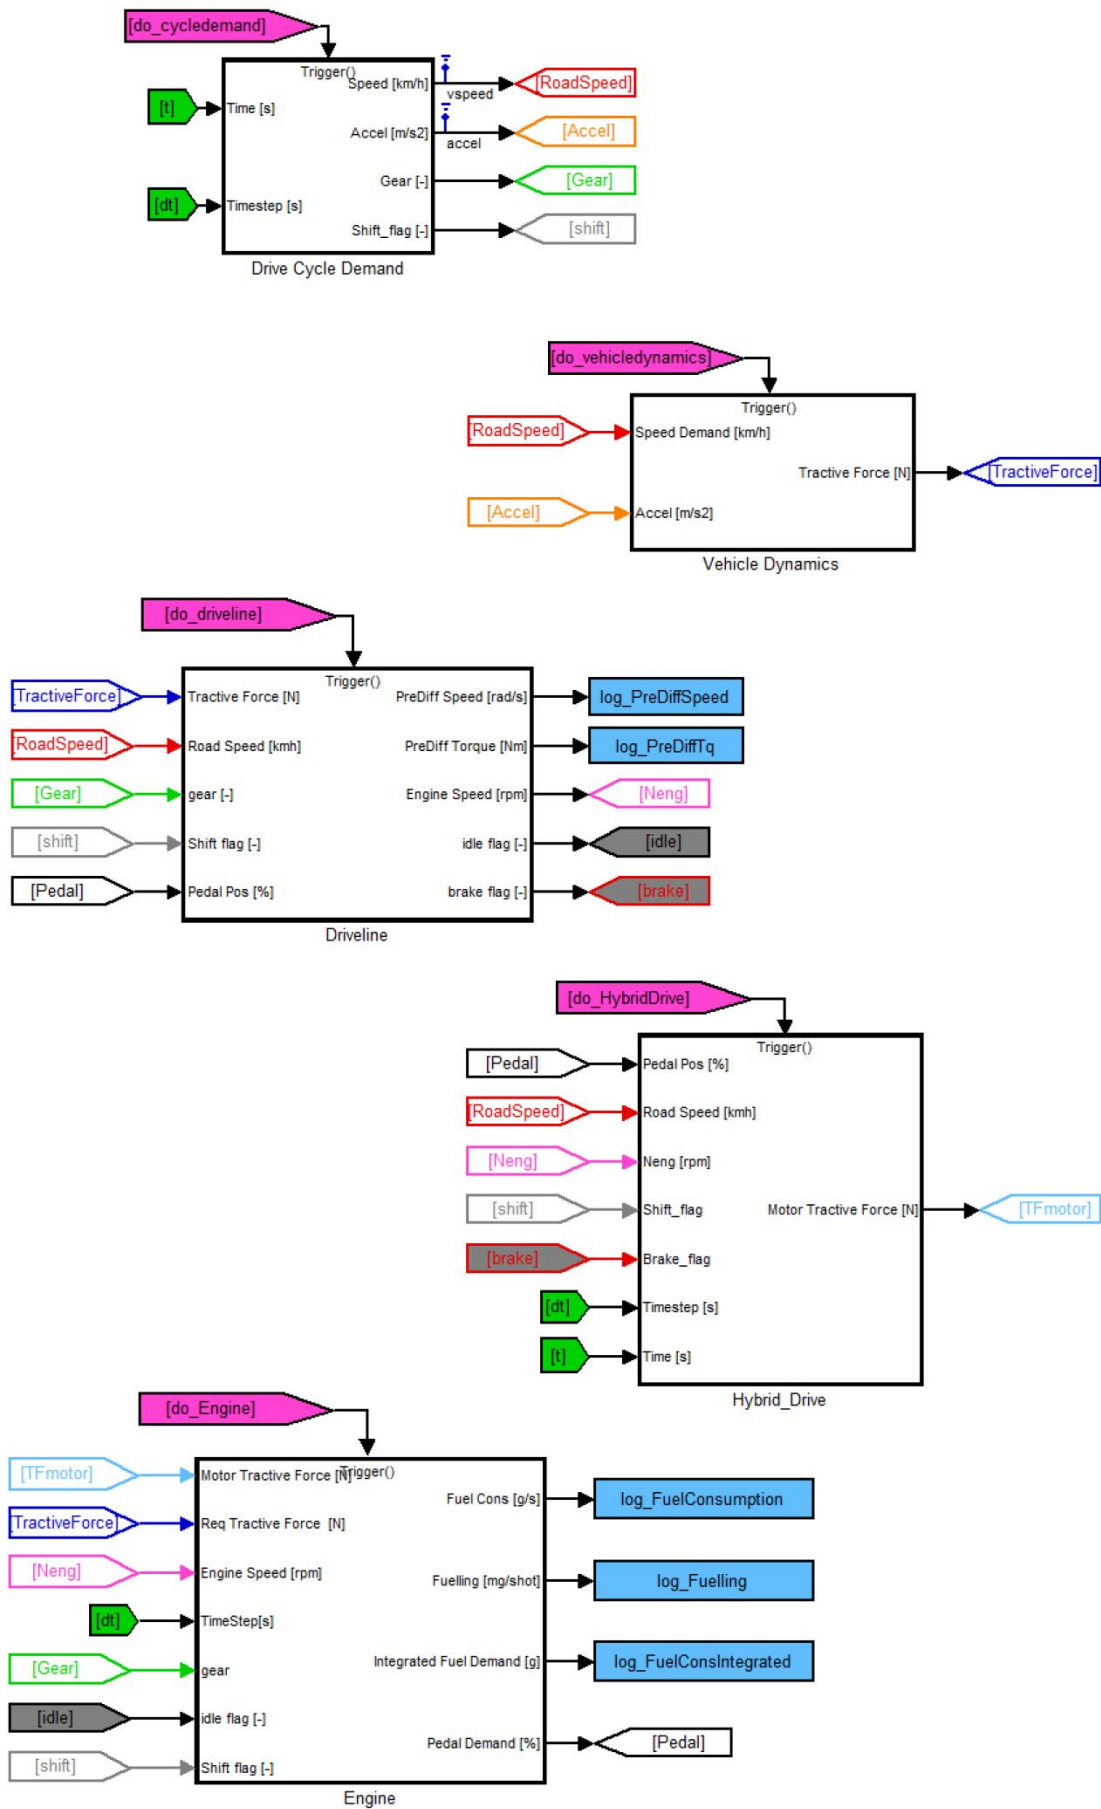 [do_cycledemand]
Trigger()
Speed [km/h]
vspeed
[RoadSpeed]
[t]
Time [s]
Accel [m/s2]
accel
[Accel]
Gear [-]
[Gear]
[dt]
Timestep [s]
Shift_flag [-]
[shift]
Drive Cycle Demand
[do_vehicledynamics]
Trigger()
[RoadSpeed]
Speed Demand [km/h]
Tractive Force [N]
[TractiveForce]
[Accel]
Accel [m/s2]
Vehicle Dynamics
[do_driveline]
Trigger()
[TractiveForce]
Tractive Force [N]
PreDiff Speed [rad/s]
log_PreDiffSpeed
[RoadSpeed]
Road Speed [kmh]
PreDiff Torque [Nm]
log_PreDiffTq
[Gear]
gear [-]
Engine Speed [rpm]
[Neng]
[shift]
Shift flag [-]
idle flag [-]
[idle]
[Pedal]
Pedal Pos [%]
brake flag [-]
[brake]
Driveline
[do_HybridDrive]
Trigger()
[Pedal]
Pedal Pos [%]
[RoadSpeed]
Road Speed [kmh]
[Neng]
Neng [rpm]
[shift]
Shift_flag
Motor Tractive Force [N]
[TFmotor]
[brake]
Brake_flag
[dt]
Timestep [s]
[t]
Time [s]
Hybrid_Drive
[do_Engine]
Trigger()
[TFmotor]
Motor Tractive Force [N]
Fuel Cons [g/s]
log_FuelConsumption
[TractiveForce]
Req Tractive Force [N]
[Neng]
Engine Speed [rpm]
Fuelling [mg/shot]
log_Fuelling
[dt]
TimeStep[s]
[Gear]
gear
Integrated Fuel Demand [g]
log_FuelConsIntegrated
[idle]
idle flag [-]
Pedal Demand [%]
[Pedal]
[shift]
Shift flag [-]
Engine